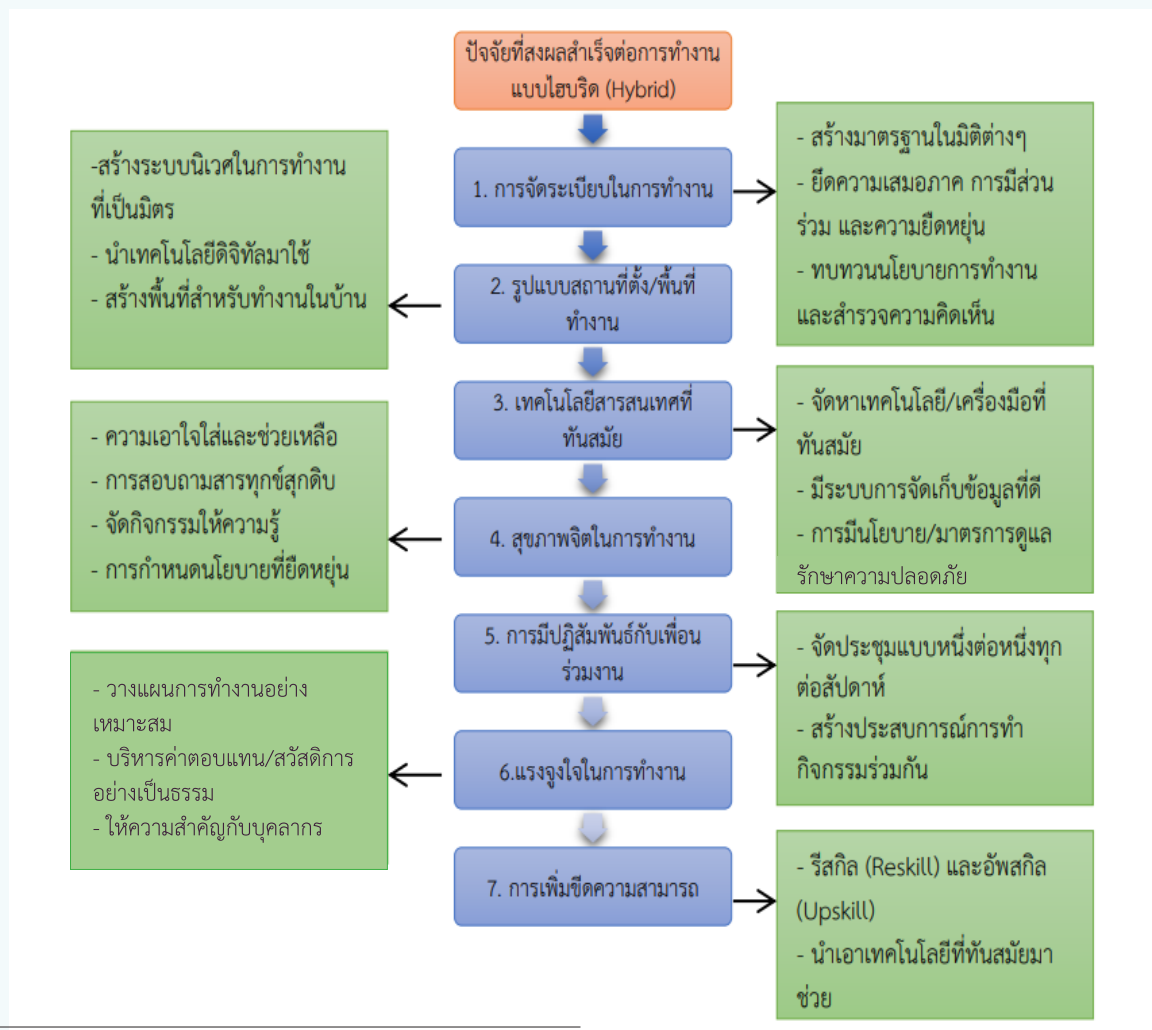 ปัจจัยที่สงผลสำเร็จต่อการทำงาน
แบบไฮบริด (Hybrid)
1. การจัดระเบียบในการทำงาน
- สร้างมาตรฐานในมิติต่างๆ
- ยึดความเสมอภาค การมีส่วน
ร่วม และความยืดหยุ่น
- ทบทวนนโยบายการทำงาน
และสำรวจความคิดเห็น
2. รูปแบบสถานที่ตั้ง/พื้นที่
ทำงาน
-สร้างระบบนิเวศในการทำงาน
ที่เป็นมิตร
- นำเทคโนโลยีดิจิทัลมาใช้
- สร้างพื้นที่สำหรับทำงานในบ้าน
3. เทคโนโลยีสารสนเทศที่
ทันสมัย
- จัดหาเทคโนโลยี/เครื่องมือที่
ทันสมัย
- มีระบบการจัดเก็บข้อมูลที่ดี
- การมีนโยบาย/มาตรการดูแล
รักษาความปลอดภัย
4. สุขภาพจิตในการทำงาน
- ความเอาใจใส่และช่วยเหลือ
- การสอบถามสารทุกข์สุกดิบ
- จัดกิจกรรมให้ความรู้
- การกำหนดนโยบายที่ยืดหยุ่น
5. การมีปฏิสัมพันธ์กับเพื่อน
ร่วมงาน
- จัดประชุมแบบหนึ่งต่อหนึ่งทุก
ต่อสัปดาห์
- สร้างประสบการณ์การทำ
กิจกรรมร่วมกัน
6.แรงจูงใจในการทำงาน
- วางแผนการทำงานอย่าง
เหมาะสม
- บริหารค่าตอบแทน/สวัสดิการ
อย่างเป็นธรรม
- ให้ความสำคัญกับบุคลากร
7. การเพิ่มขีดความสามารถ
- รีสกิล (Reskill) และอัพสกิล
(Upskill)
- นำเอาเทคโนโลยีที่ทันสมัยมา
ช่วย